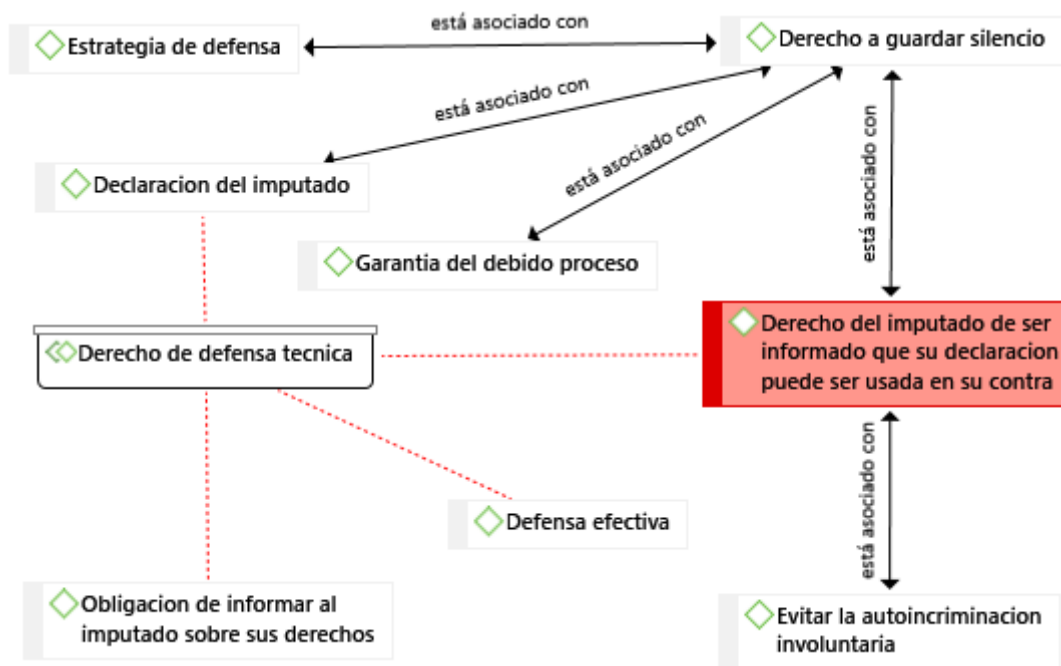 está asociado con
Estrategia de defensa
Derecho a guardar silencio
está asociado con
está asociado con
está asociado con
Declaracion del imputado
Garantia del debido proceso
Derecho de defensa tecnica
Derecho del imputado de ser
informado que su declaracion
puede ser usada en su contra
está asociado con
Defensa efectiva
Obligacion de informar al
imputado sobre sus derechos
Evitar la autoincriminacion
involuntaria